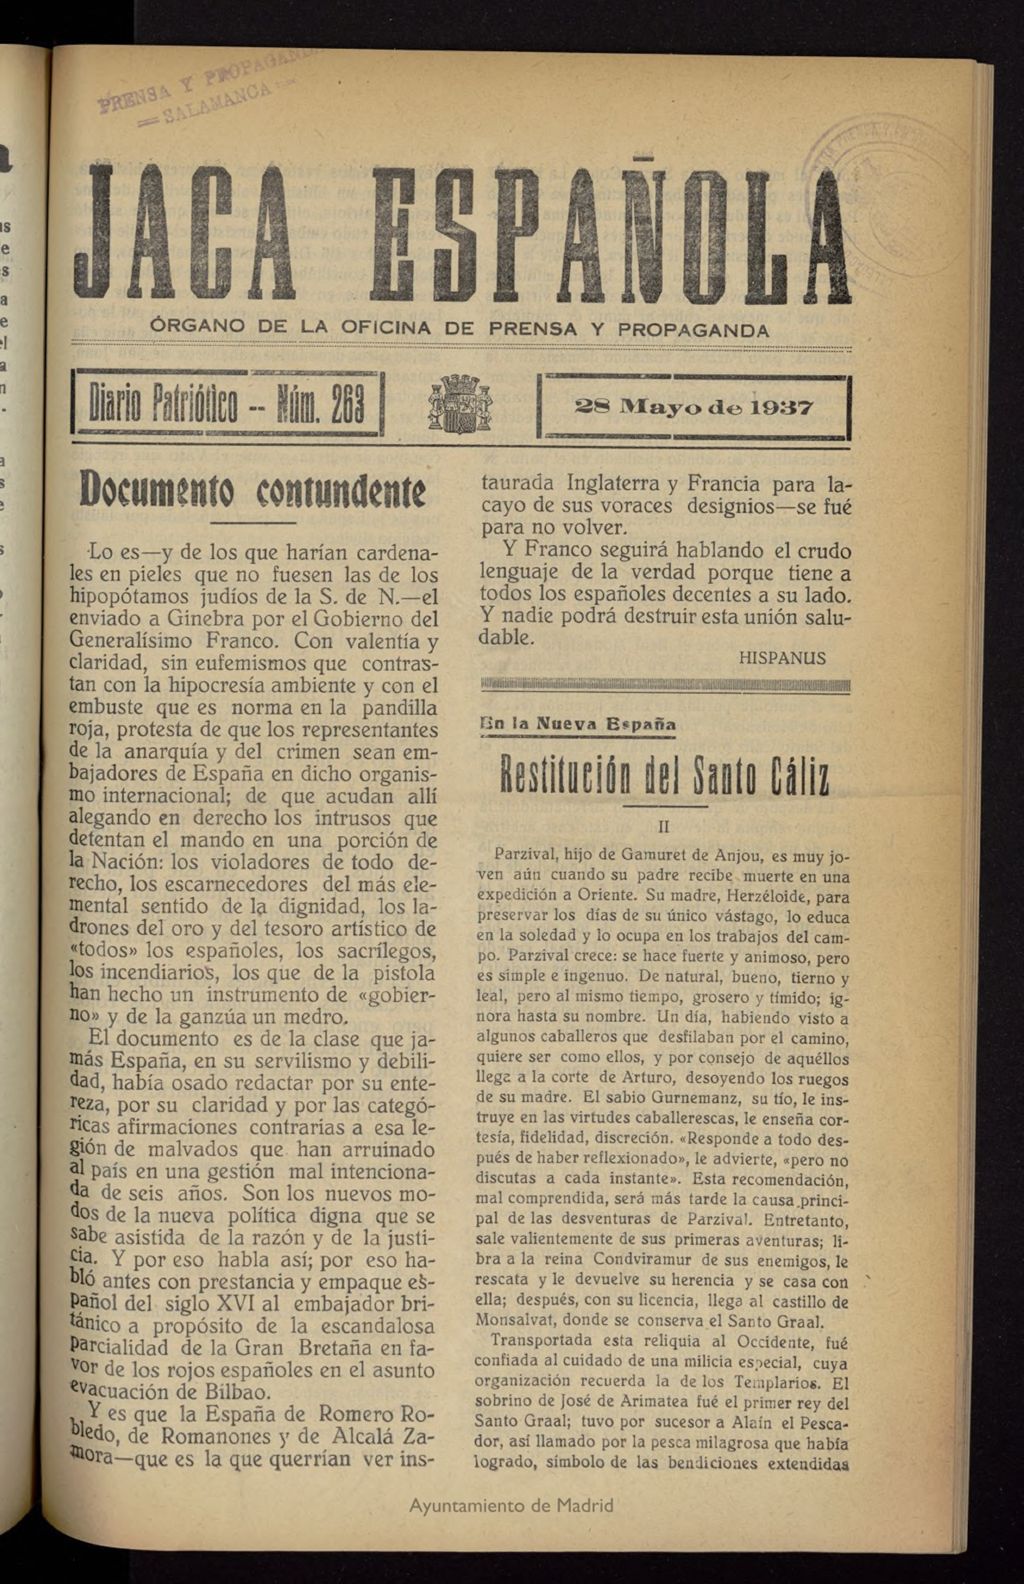 PRENSA Y PROPAGANDA
= SALAMANCA =
JACA ESPAÑOLA
ÓRGANO DE LA OFICINA DE PRENSA Y PROPAGANDA
Diario Patriótico -- Núm. 263
28 Mayo de 1937
Documento contundente
Lo es—y de los que harían cardena-
les en pieles que no fuesen las de los
hipopótamos judíos de la S. de N.—el
enviado a Ginebra por el Gobierno del
Generalísimo Franco. Con valentía y
claridad, sin eufemismos que contras-
tan con la hipocresía ambiente y con el
embuste que es norma en la pandilla
roja, protesta de que los representantes
de la anarquía y del crimen sean em-
bajadores de España en dicho organis-
mo internacional; de que acudan allí
alegando en derecho los intrusos que
detentan el mando en una porción de
la Nación: los violadores de todo de-
recho, los escarnecedores del más ele-
mental sentido de la dignidad, los la-
drones del oro y del tesoro artístico de
«todos» los españoles, los sacrílegos,
los incendiarios, los que de la pistola
han hecho un instrumento de «gobier-
no» y de la ganzúa un medro.
El documento es de la clase que ja-
más España, en su servilismo y debili-
dad, había osado redactar por su ente-
reza, por su claridad y por las categó-
ricas afirmaciones contrarias a esa le-
gión de malvados que han arruinado
al país en una gestión mal intenciona-
da de seis años. Son los nuevos mo-
dos de la nueva política digna que se
sabe asistida de la razón y de la justi-
cia. Y por eso habla así; por eso ha-
bló antes con prestancia y empaque es-
pañol del siglo XVI al embajador bri-
tánico a propósito de la escandalosa
parcialidad de la Gran Bretaña en fa-
vor de los rojos españoles en el asunto
evacuación de Bilbao.
Y es que la España de Romero Ro-
bledo, de Romanones y de Alcalá Za-
mora—que es la que querrían ver ins-
taurada Inglaterra y Francia para la-
cayo de sus voraces designios—se fué
para no volver.
Y Franco seguirá hablando el crudo
lenguaje de la verdad porque tiene a
todos los españoles decentes a su lado.
Y nadie podrá destruir esta unión salu-
dable.
HISPANUS
En la Nueva España
Restitución del Santo Cáliz
II
Parzival, hijo de Gamuret de Anjou, es muy jo-
ven aún cuando su padre recibe muerte en una
expedición a Oriente. Su madre, Herzéloide, para
preservar los días de su único vástago, lo educa
en la soledad y lo ocupa en los trabajos del cam-
po. Parzival crece: se hace fuerte y animoso, pero
es simple e ingenuo. De natural, bueno, tierno y
leal, pero al mismo tiempo, grosero y tímido; ig-
nora hasta su nombre. Un día, habiendo visto a
algunos caballeros que desfilaban por el camino,
quiere ser como ellos, y por consejo de aquéllos
llega a la corte de Arturo, desoyendo los ruegos
de su madre. El sabio Gurnemanz, su tío, le ins-
truye en las virtudes caballerescas, le enseña cor-
tesía, fidelidad, discreción. «Responde a todo des-
pués de haber reflexionado», le advierte, «pero no
discutas a cada instante». Esta recomendación,
mal comprendida, será más tarde la causa princi-
pal de las desventuras de Parzival. Entretanto,
sale valientemente de sus primeras aventuras; li-
bra a la reina Condviramur de sus enemigos, le
rescata y le devuelve su herencia y se casa con
ella; después, con su licencia, llega al castillo de
Monsalvat, donde se conserva el Santo Graal.
Transportada esta reliquia al Occidente, fué
confiada al cuidado de una milicia especial, cuya
organización recuerda la de los Templarios. El
sobrino de José de Arimatea fué el primer rey del
Santo Graal; tuvo por sucesor a Alaín el Pesca-
dor, así llamado por la pesca milagrosa que había
logrado, símbolo de las bendiciones extendidas
Ayuntamiento de Madrid